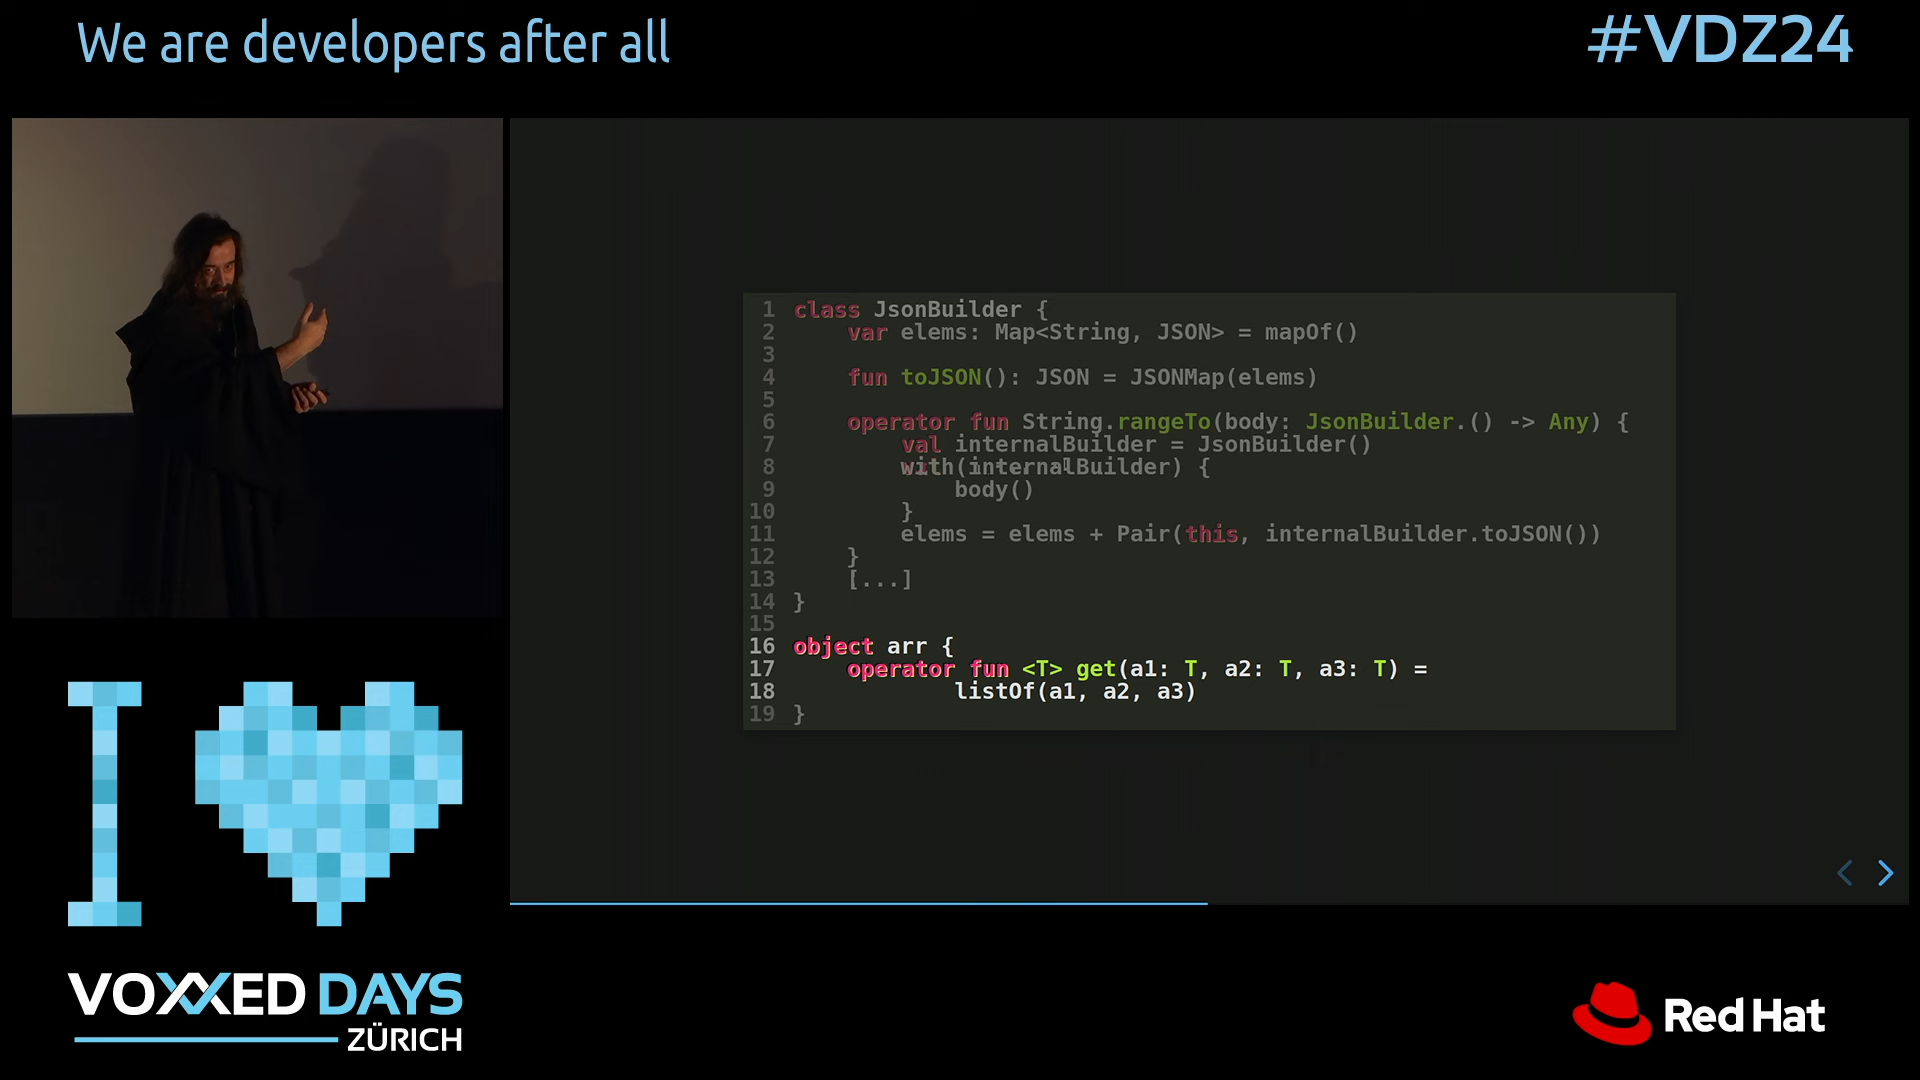 We are developers after all
#VDZ24
1 class JsonBuilder {
2     var elems: Map<String, JSON> = mapOf()
3
4     fun toJSON(): JSON = JSONMap(elems)
5
6     operator fun String.rangeTo(body: JsonBuilder.() -> Any) {
7         val internalBuilder = JsonBuilder()
8         with(internalBuilder) {
9             body()
10         }
11         elems = elems + Pair(this, internalBuilder.toJSON())
12     }
13     [...]
14 }
15
16 object arr {
17     operator fun <T> get(a1: T, a2: T, a3: T) =
18             listOf(a1, a2, a3)
19 }
I
VOXXED DAYS
ZÜRICH
Red Hat